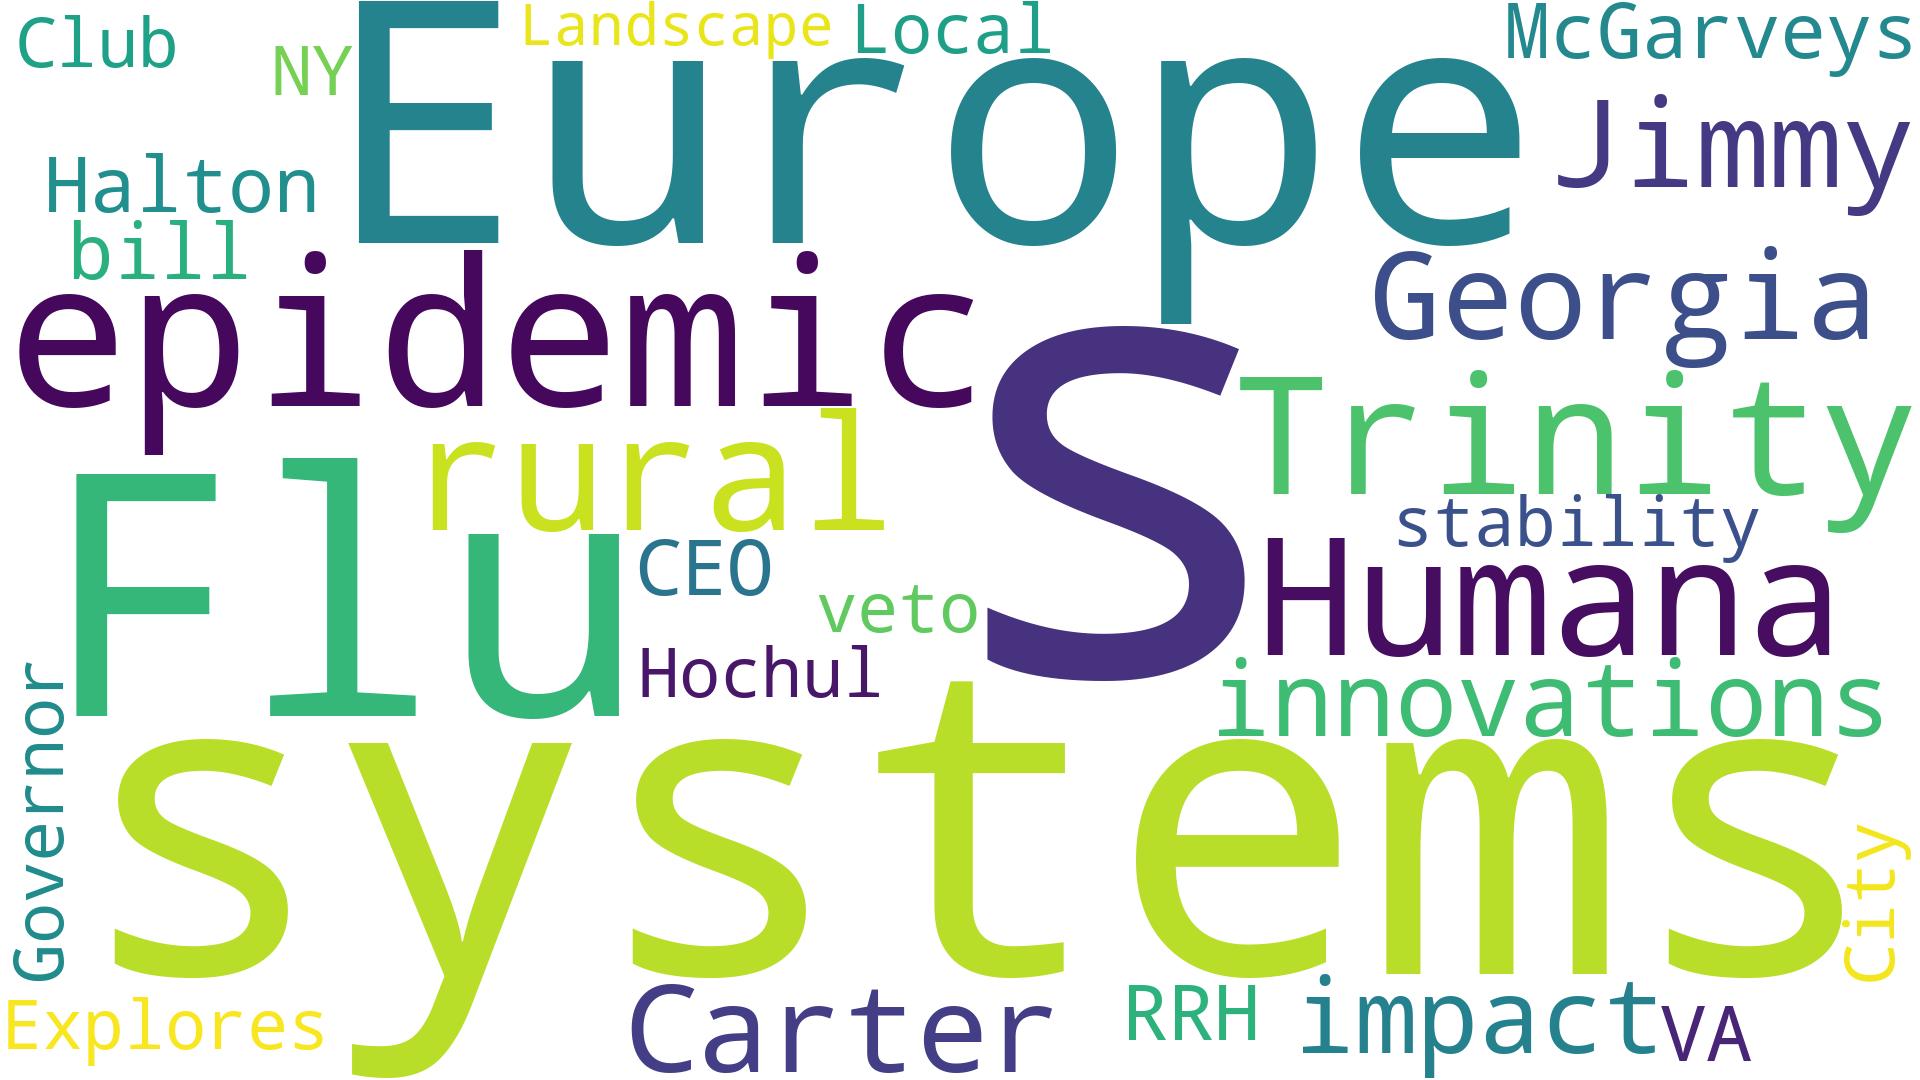 Club
NY
Europe
Landscape
Local
McGarveys
Jimmy
Halton
bill
epidemic
Georgia
S
Trinity
rural
Flu
stability
CEO
Humana
veto
Hochul
innovations
Governor
systems
City
Explores
Carter
RRH
impact
VA